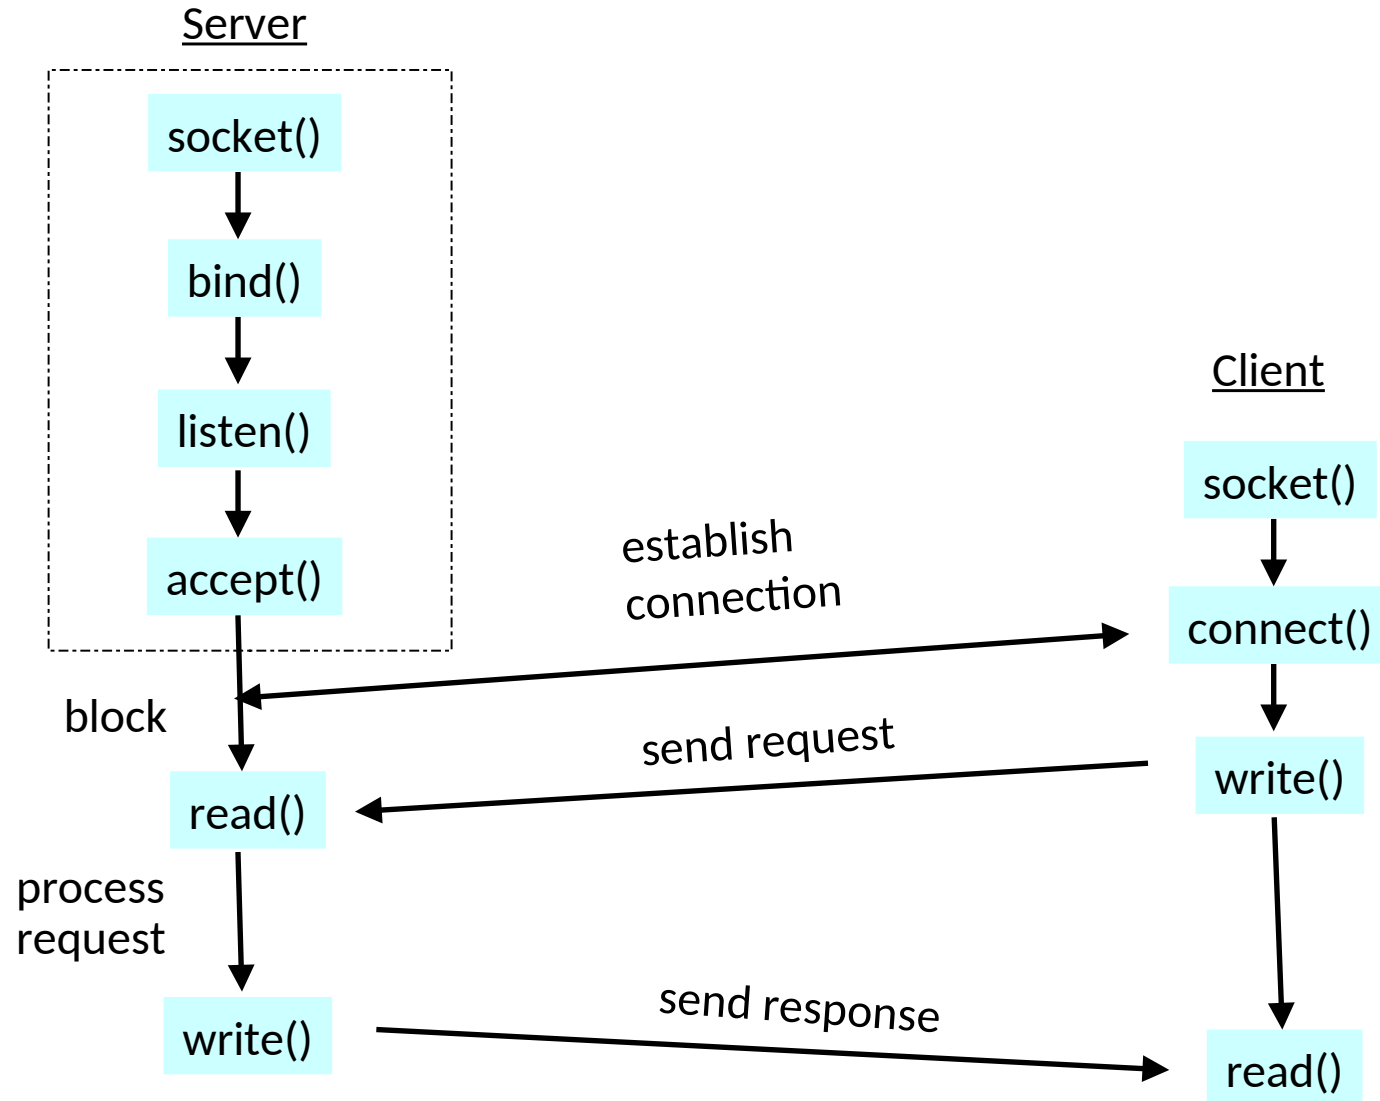 Server
socket()
bind()
listen()
accept()
block
read()
process
request
write()
establish
connection
send request
send response
Client
socket()
connect()
write()
read()